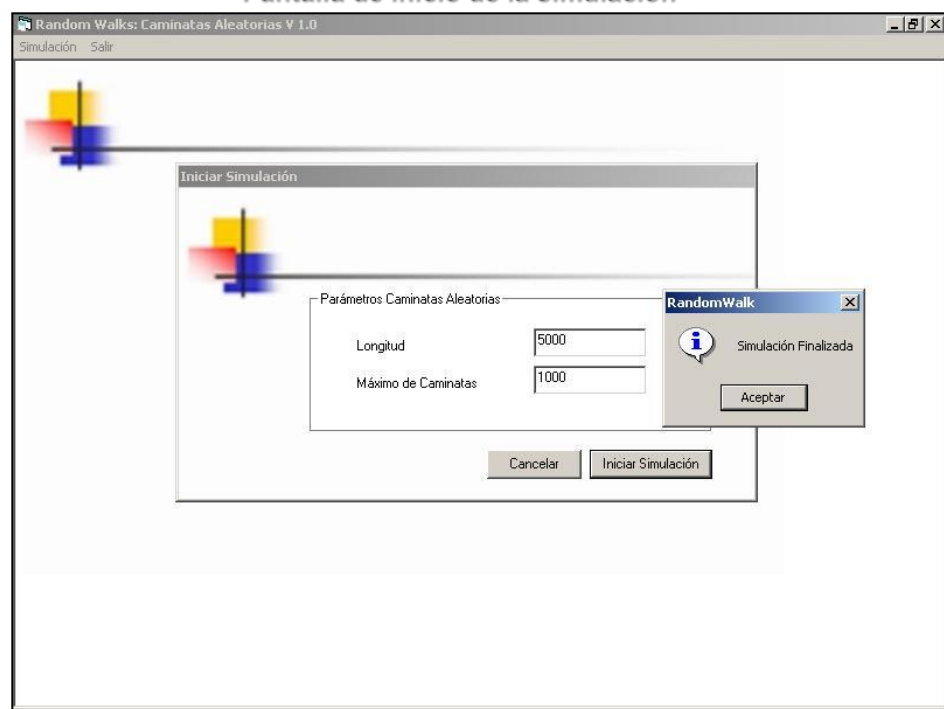 Pantalla de inicio de la simulación
Random Walks: Caminatas Aleatorias V 1.0
Simulación Salir
Iniciar Simulación
Parámetros Caminatas Aleatorias
Longitud 5000
Máximo de Caminatas 1000
RandomWalk
Simulación Finalizada
Aceptar
Cancelar Iniciar Simulación